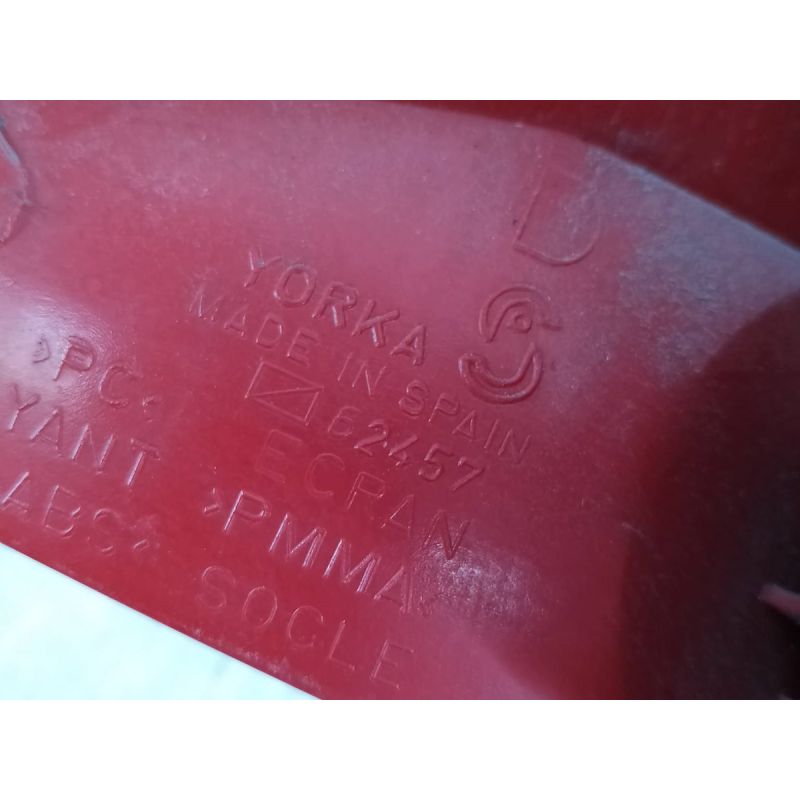 D
YORKA
MADE IN SPAIN
62457
>PC< ECRAN
YANT >PMMA<
ABS< SOCLE